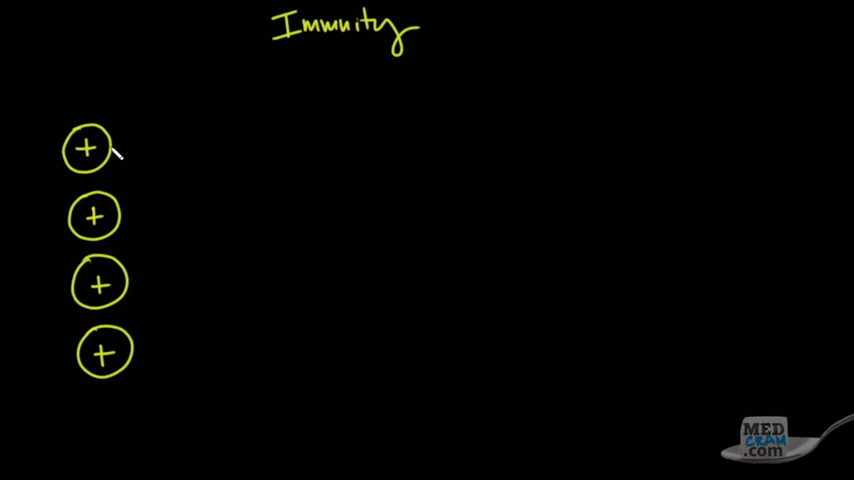 Immunity
+
+
+
+
MED
CRAM
.com